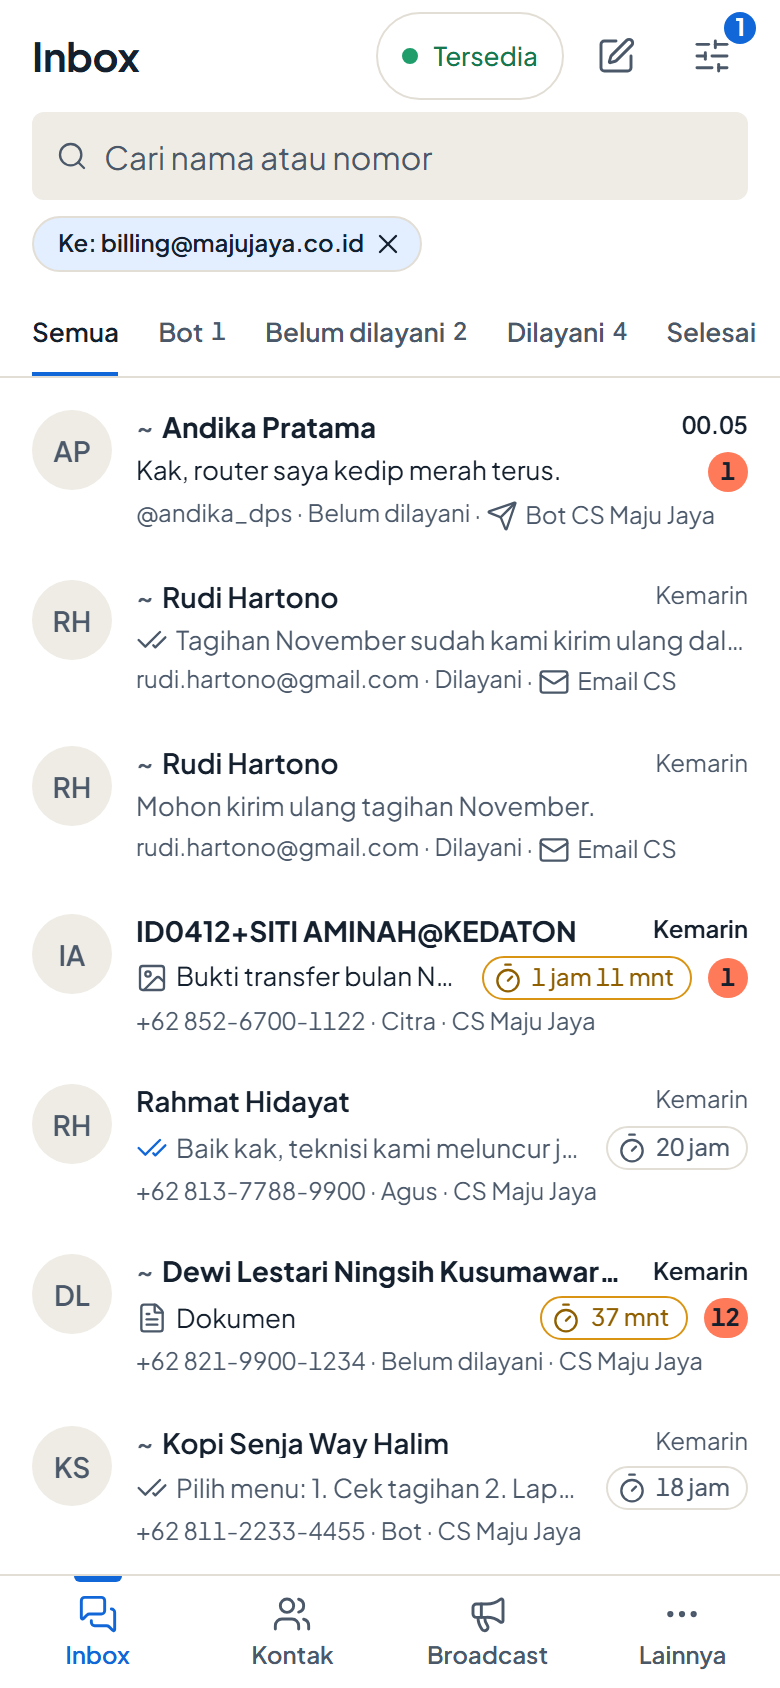 Inbox
Tersedia
1
Cari nama atau nomor
Ke: billing@majujaya.co.id
Semua
Bot 1
Belum dilayani 2
Dilayani 4
Selesai
AP
~ Andika Pratama
00.05
Kak, router saya kedip merah terus.
1
@andika_dps · Belum dilayani · Bot CS Maju Jaya
RH
~ Rudi Hartono
Kemarin
Tagihan November sudah kami kirim ulang dal...
rudi.hartono@gmail.com · Dilayani · Email CS
RH
~ Rudi Hartono
Kemarin
Mohon kirim ulang tagihan November.
rudi.hartono@gmail.com · Dilayani · Email CS
IA
ID0412+SITI AMINAH@KEDATON
Kemarin
Bukti transfer bulan N...
1 jam 11 mnt
1
+62 852-6700-1122 · Citra · CS Maju Jaya
RH
Rahmat Hidayat
Kemarin
Baik kak, teknisi kami meluncur j...
20 jam
+62 813-7788-9900 · Agus · CS Maju Jaya
DL
~ Dewi Lestari Ningsih Kusumawar...
Kemarin
Dokumen
37 mnt
12
+62 821-9900-1234 · Belum dilayani · CS Maju Jaya
KS
~ Kopi Senja Way Halim
Kemarin
Pilih menu: 1. Cek tagihan 2. Lap...
18 jam
+62 811-2233-4455 · Bot · CS Maju Jaya
Inbox
Kontak
Broadcast
Lainnya